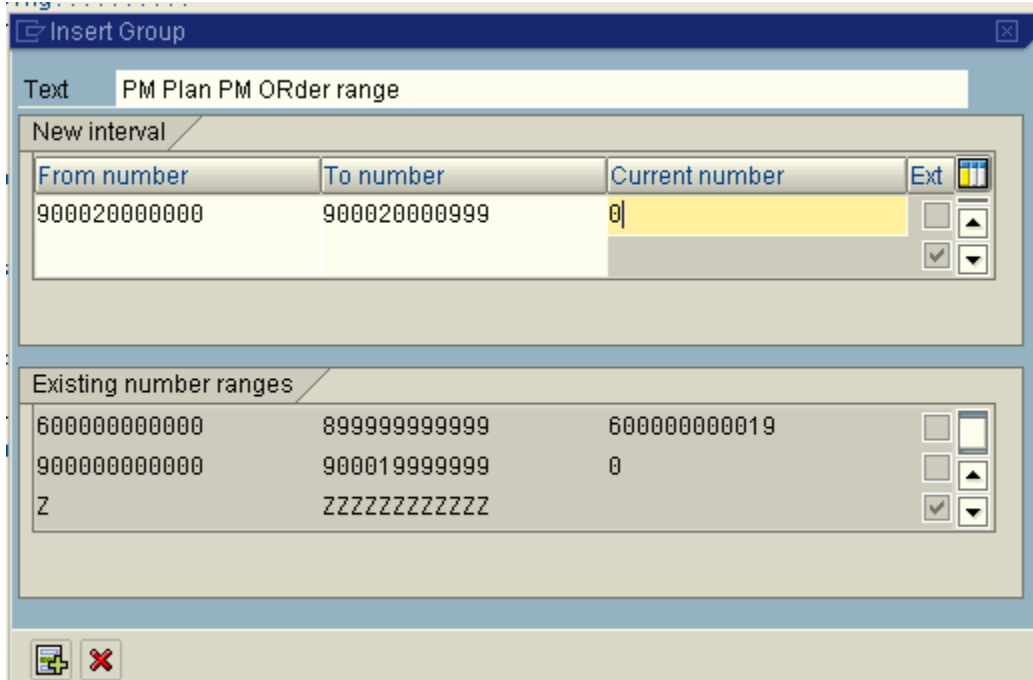 Insert Group
Text PM Plan PM ORder range
New interval
From number To number Current number Ext
900020000000 900020000999 0
Existing number ranges
600000000000 899999999999 600000000019
900000000000 900019999999 0
Z ZZZZZZZZZZZZ